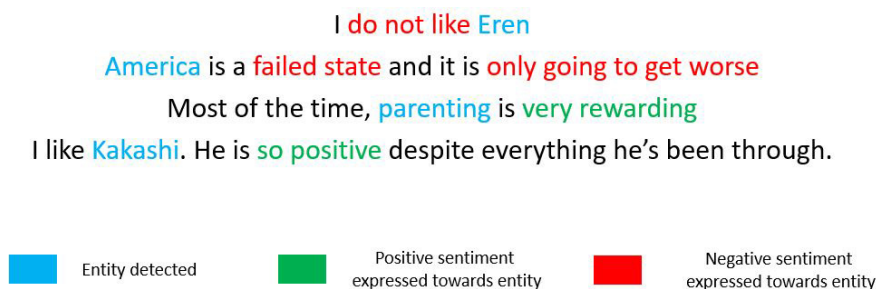 I do not like Eren
America is a failed state and it is only going to get worse
Most of the time, parenting is very rewarding
I like Kakashi. He is so positive despite everything he’s been through.
Entity detected
Positive sentiment
expressed towards entity
Negative sentiment
expressed towards entity